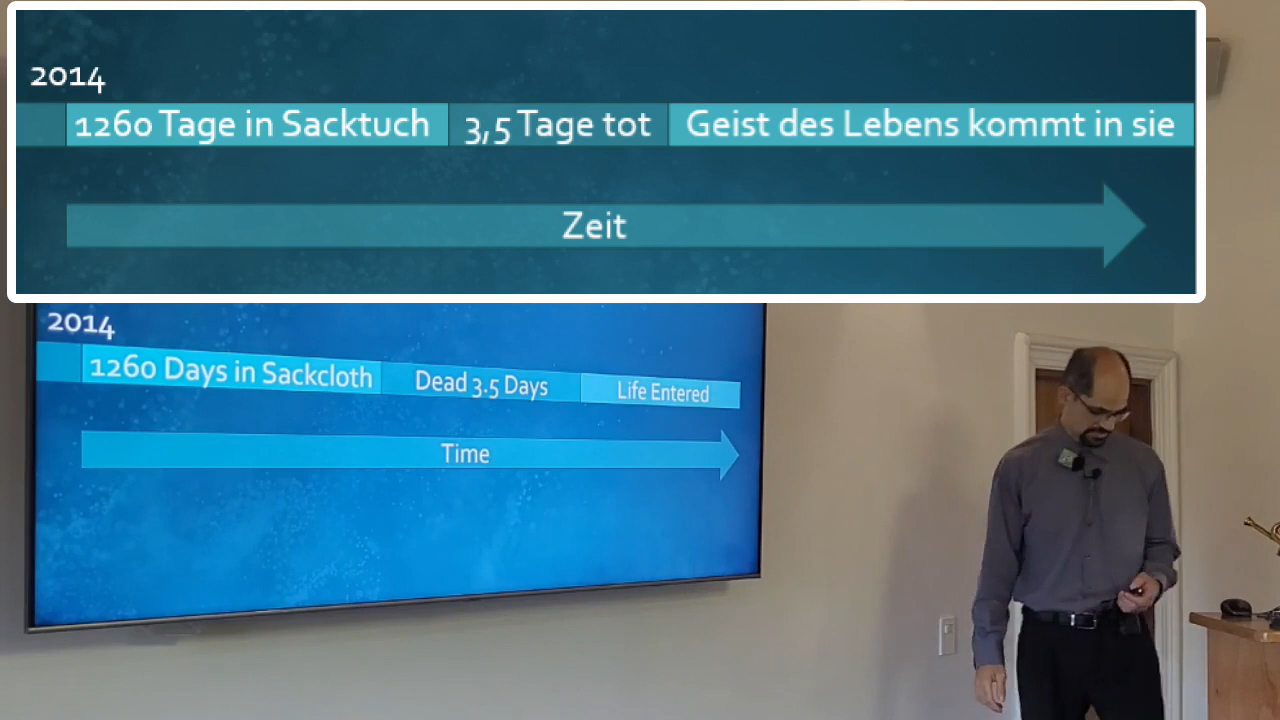 2014
1260 Tage in Sacktuch 3,5 Tage tot Geist des Lebens kommt in sie
Zeit
2014
1260 Days in Sackcloth Dead 3.5 Days Life Entered
Time